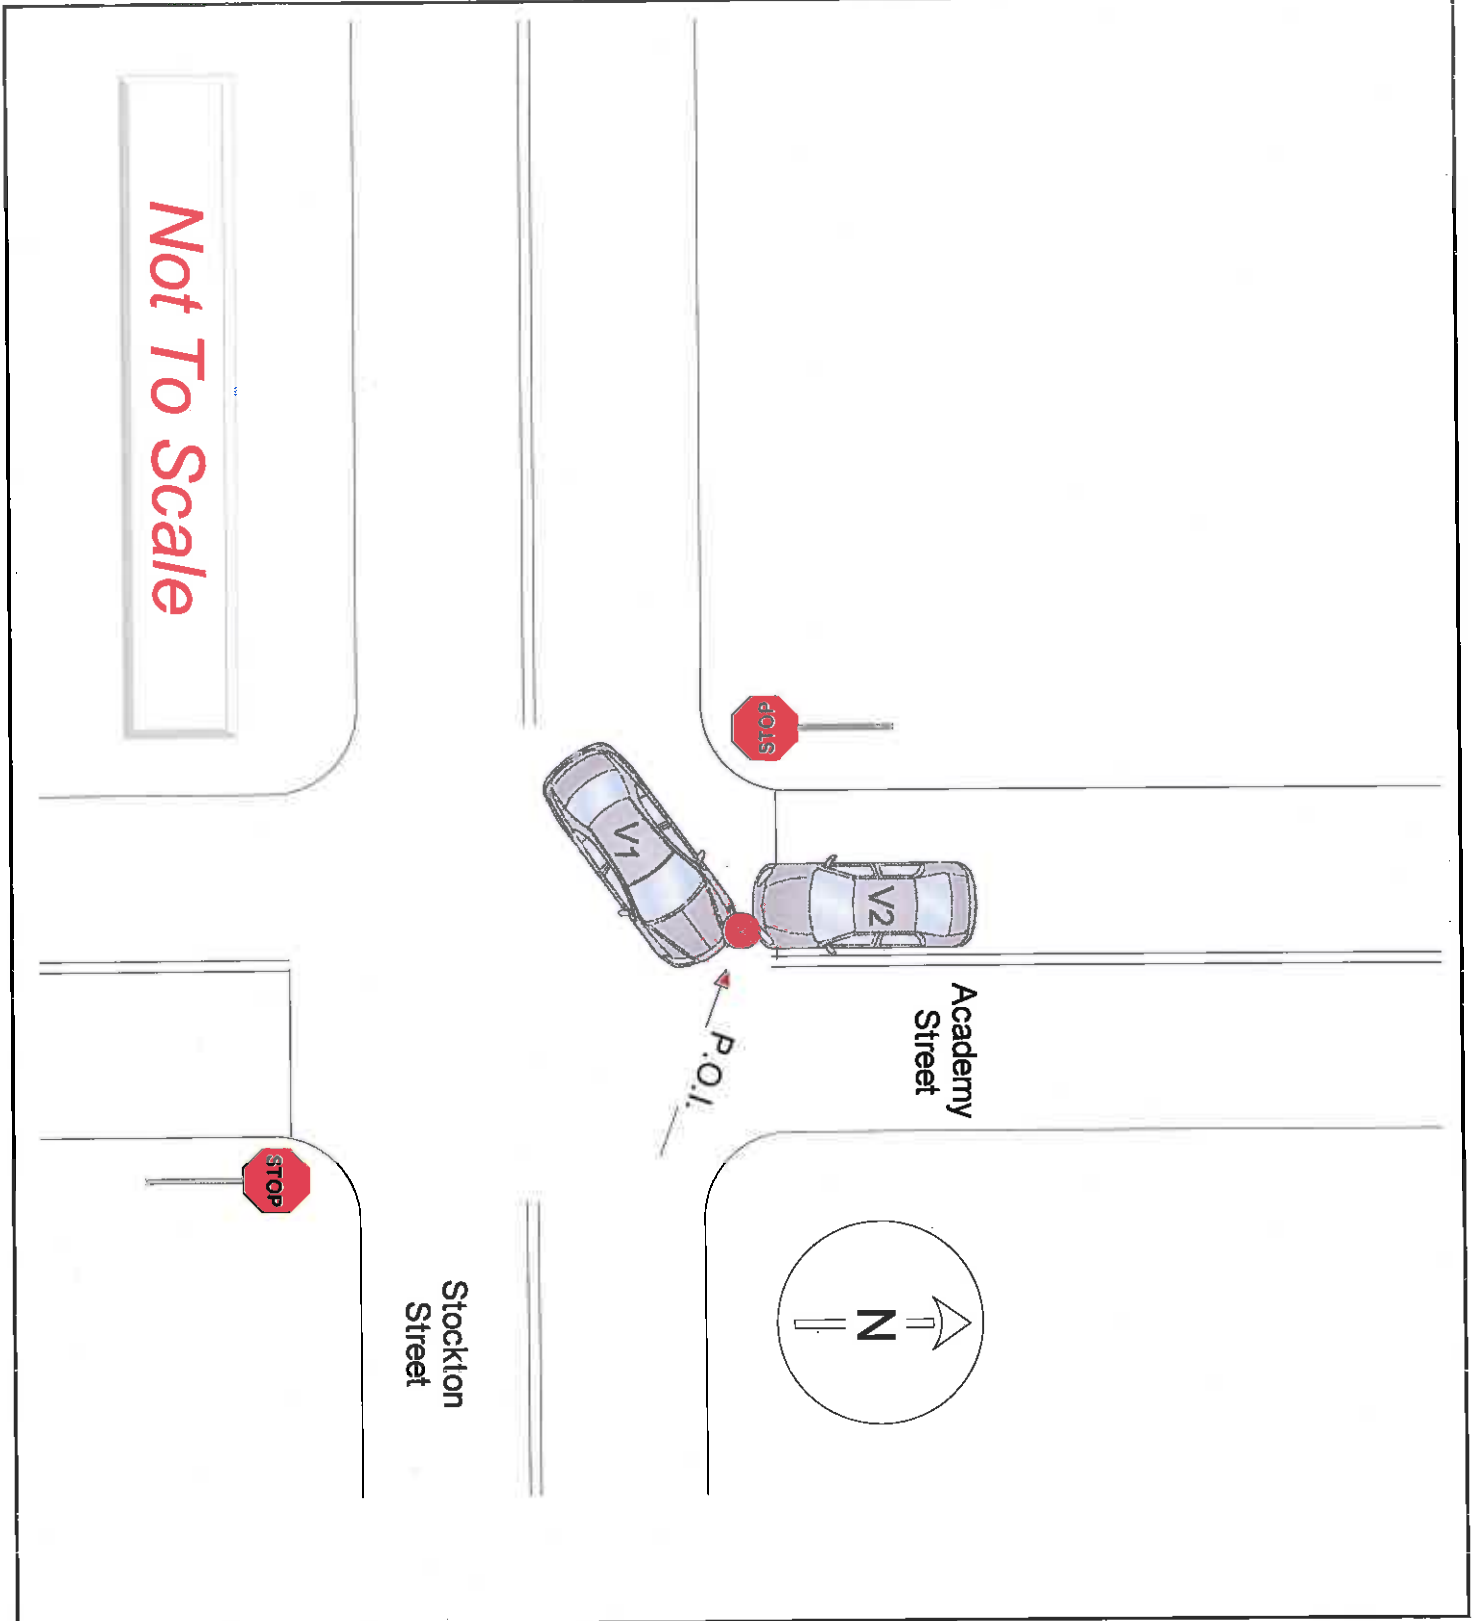 Not To Scale
STOP
V1
V2
P.O.I.
Academy
Street
STOP
Stockton
Street
N